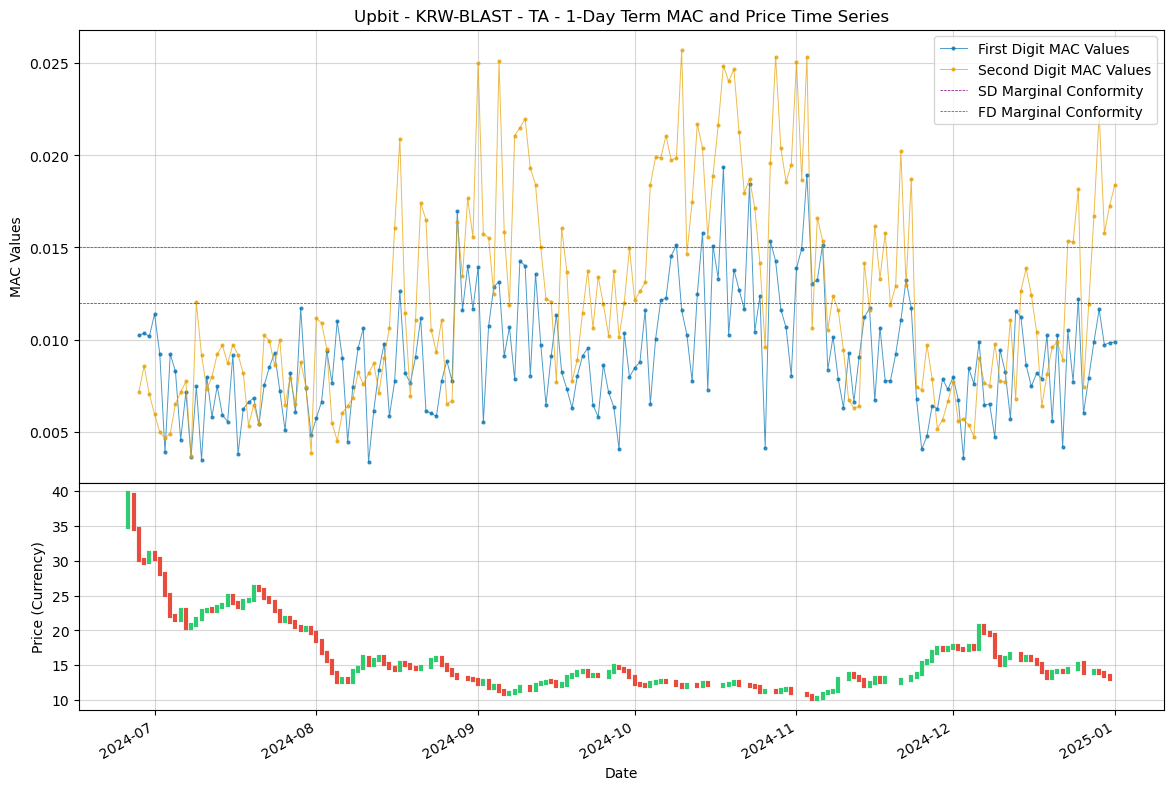 Upbit - KRW-BLAST - TA - 1-Day Term MAC and Price Time Series
First Digit MAC Values
Second Digit MAC Values
SD Marginal Conformity
FD Marginal Conformity
MAC Values
0.025
0.020
0.015
0.010
0.005
Price (Currency)
40
35
30
25
20
15
10
2024-07
2024-08
2024-09
2024-10
2024-11
2024-12
2025-01
Date